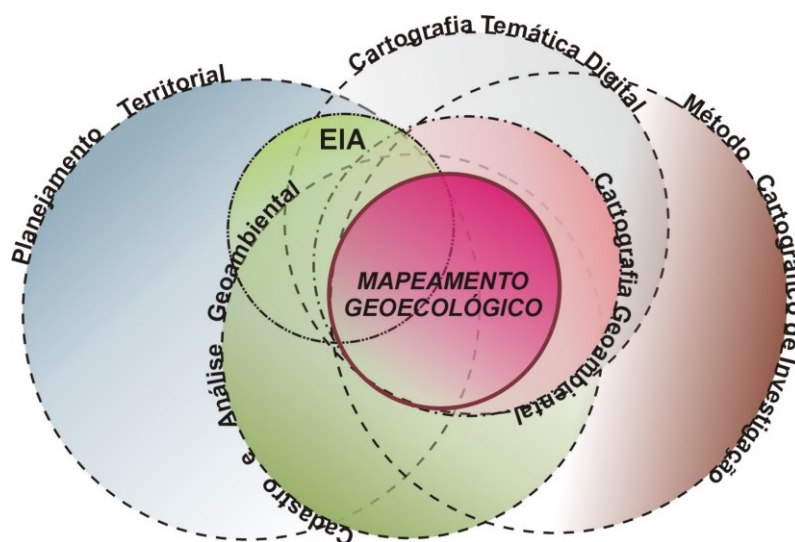 Planejamento Territorial
Cartografia Temática Digital
Método Cartográfico de Investigação
EIA
Cadastro e Análise Geoambiental
Cartografia Geoambiental
MAPEAMENTO
GEOECOLÓGICO